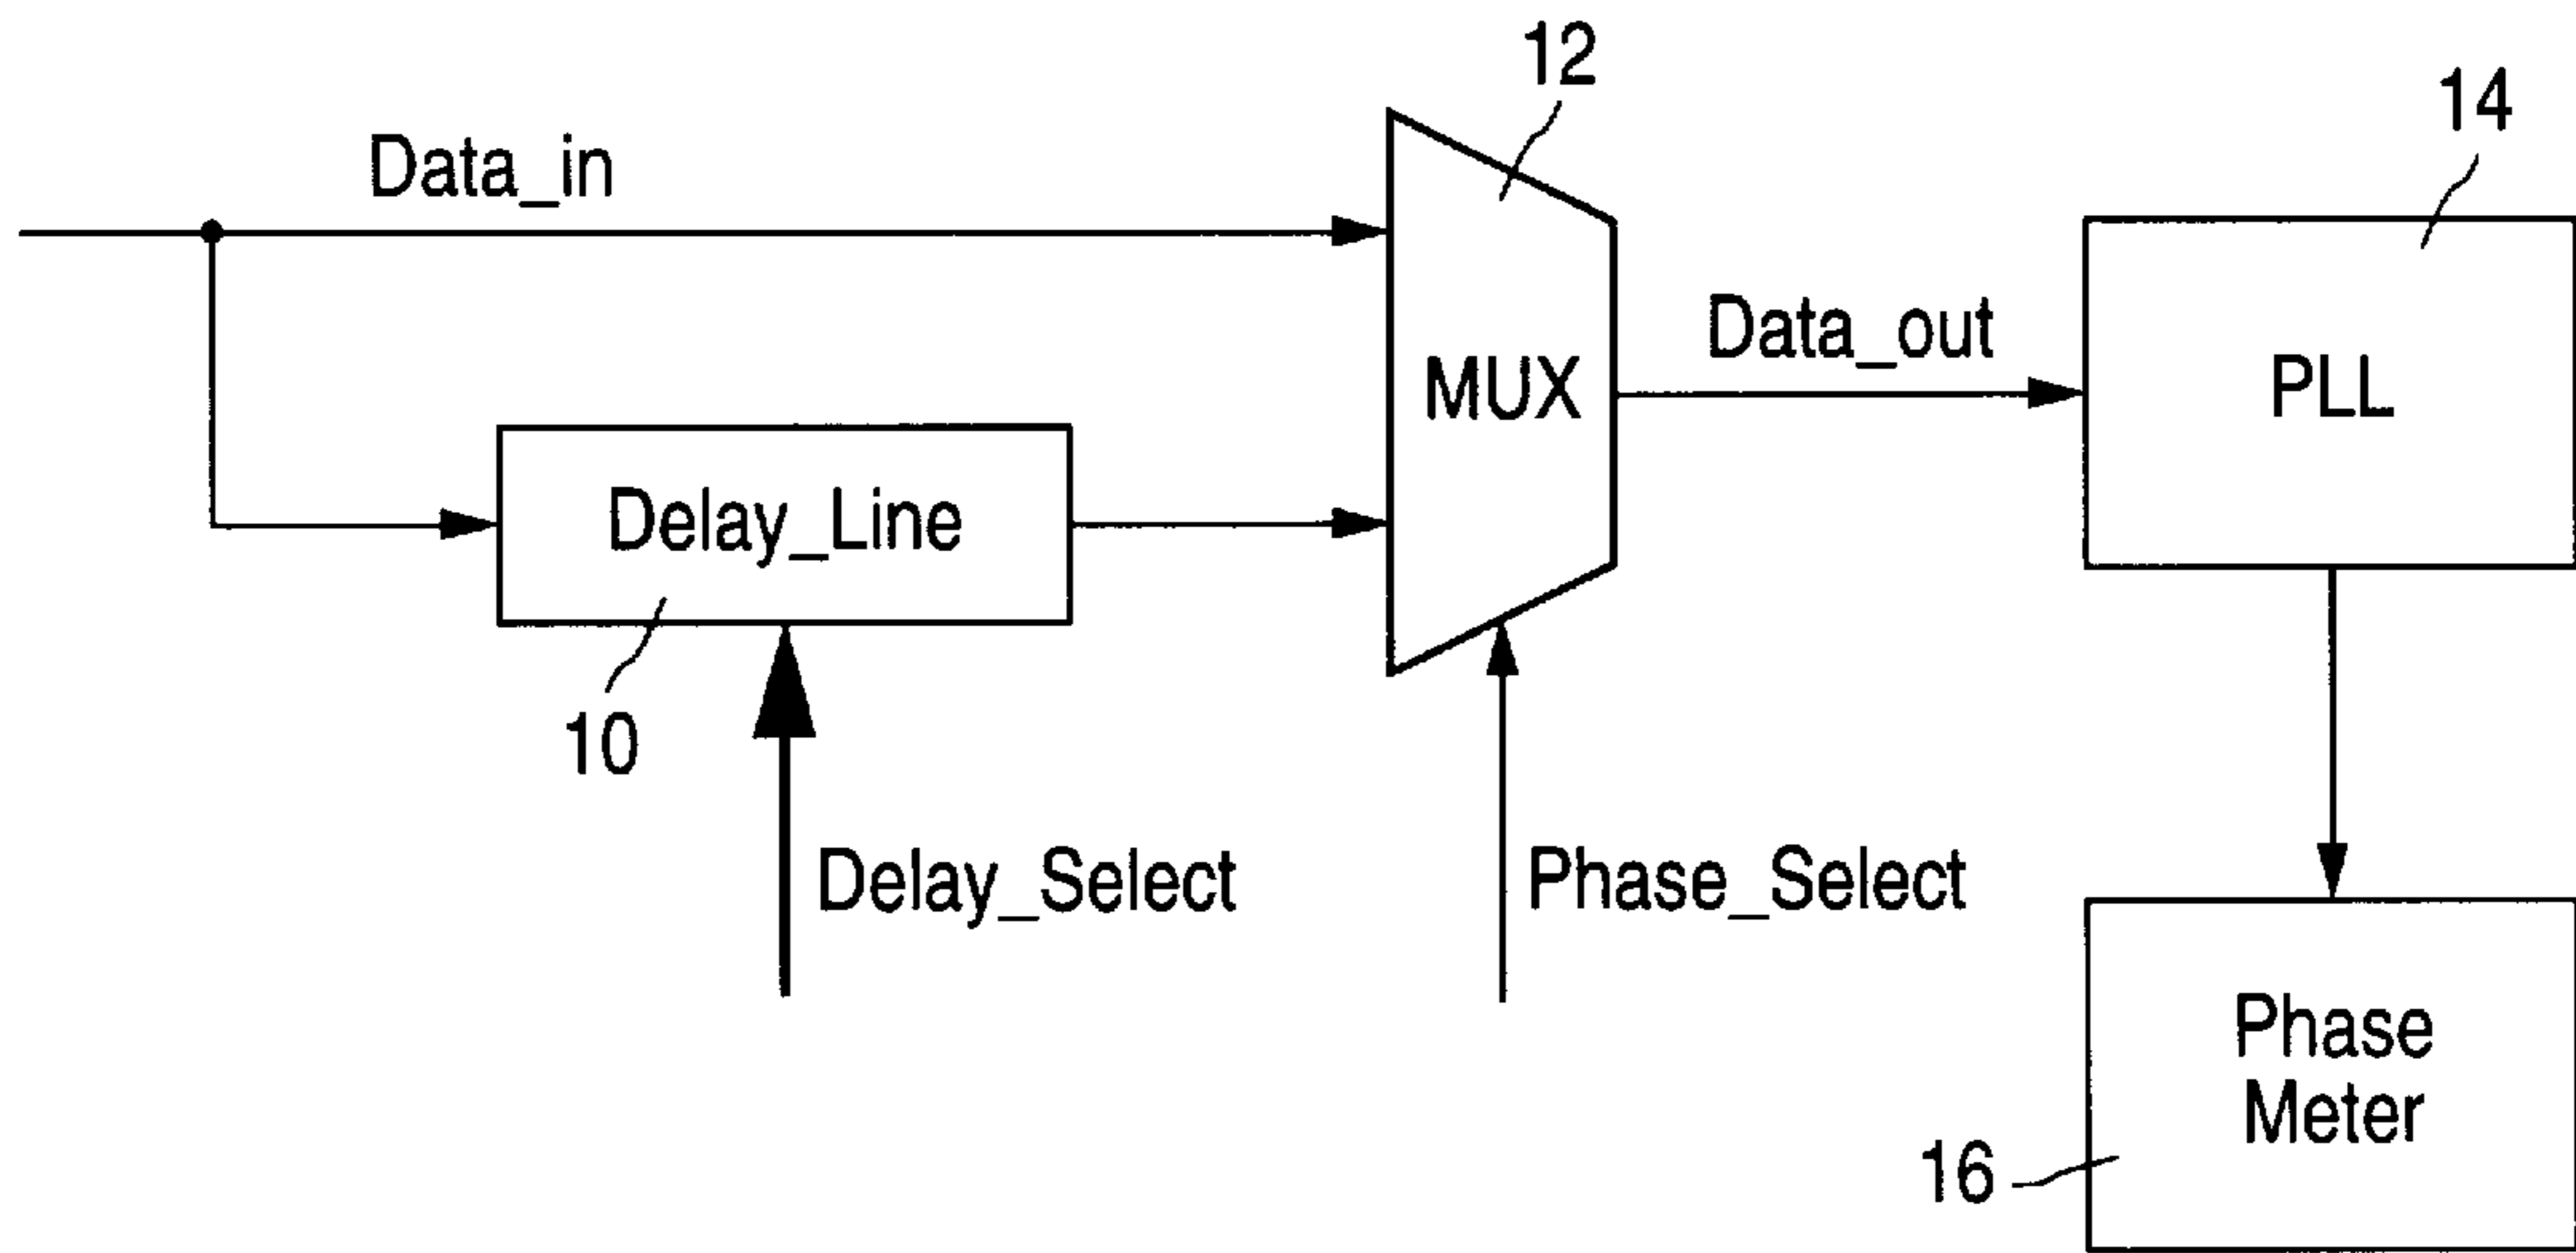 12
14
Data_in
Data_out
MUX
PLL
Delay_Line
10
Delay_Select
Phase_Select
Phase
Meter
16